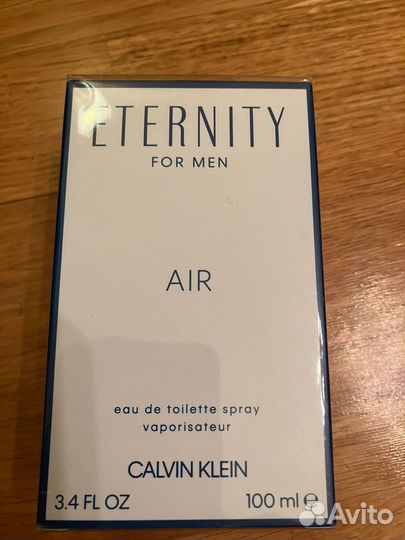 ETERNITY
FOR MEN
AIR
eau de toilette spray
vaporisateur
CALVIN KLEIN
3.4 FL OZ 100 ml ℮
Avito